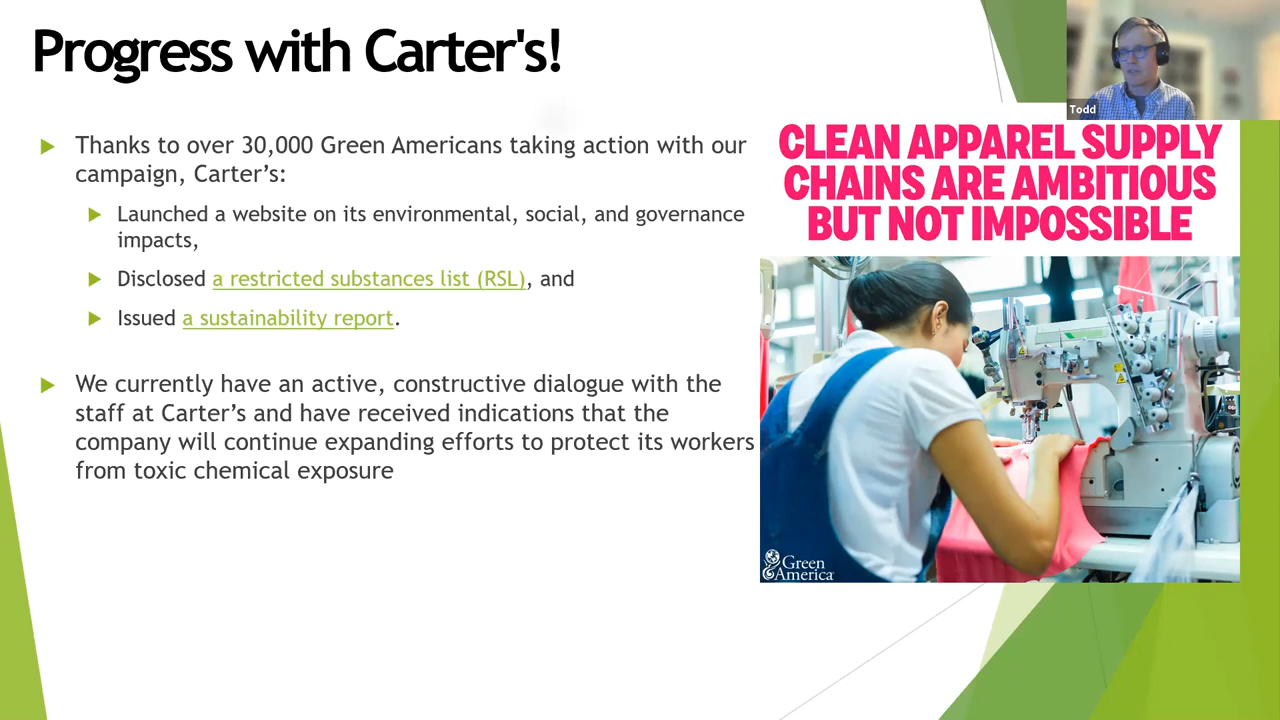 Progress with Carter's!
Thanks to over 30,000 Green Americans taking action with our
campaign, Carter’s:
Launched a website on its environmental, social, and governance
impacts,
Disclosed a restricted substances list (RSL), and
Issued a sustainability report.
We currently have an active, constructive dialogue with the
staff at Carter’s and have received indications that the
company will continue expanding efforts to protect its workers
from toxic chemical exposure
Todd
CLEAN APPAREL SUPPLY
CHAINS ARE AMBITIOUS
BUT NOT IMPOSSIBLE
Green
America